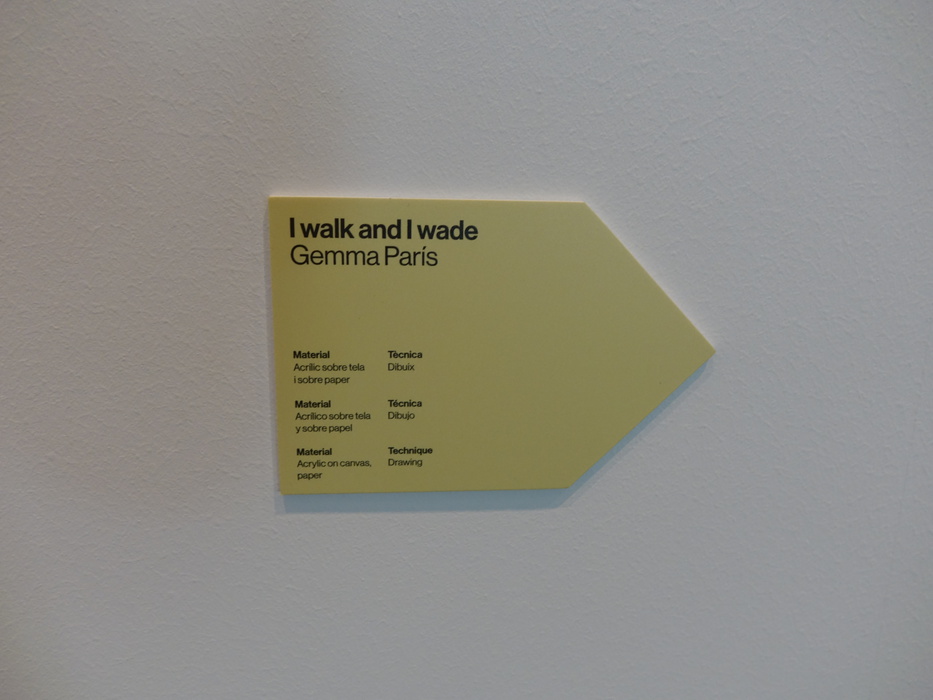 I walk and I wade
Gemma París
Material
Acrílic sobre tela
i sobre paper
Tècnica
Dibuix
Material
Acrílico sobre tela
y sobre papel
Técnica
Dibujo
Material
Acrylic on canvas,
paper
Technique
Drawing